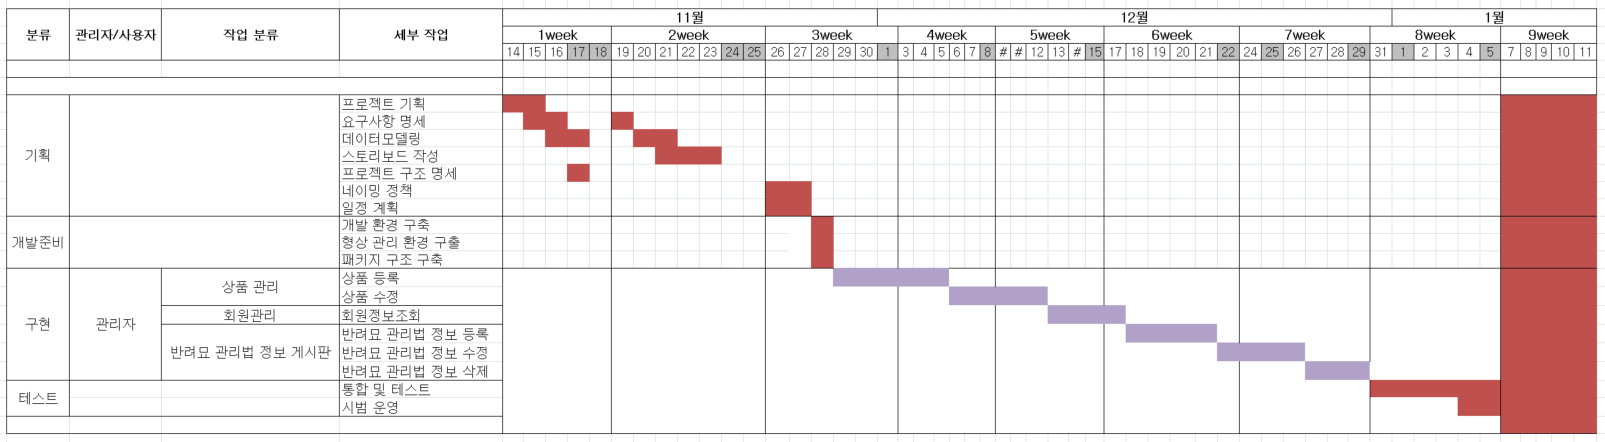 11월 12월 1월
분류 관리자/사용자 작업 분류 세부 작업
1week 2week 3week 4week 5week 6week 7week 8week 9week
14 15 16 17 18 19 20 21 22 23 24 25 26 27 28 29 30 1 3 4 5 6 7 8 # # 12 13 # 15 17 18 19 20 21 22 24 25 26 27 28 29 31 1 2 3 4 5 7 8 9 10 11
기획
프로젝트 기획
요구사항 명세
데이터모델링
스토리보드 작성
프로젝트 구조 명세
네이밍 정책
일정 계획
개발준비
개발 환경 구축
형상 관리 환경 구출
패키지 구조 구축
구현
관리자
상품 관리
상품 등록
상품 수정
회원관리 회원정보조회
반려묘 관리법 정보 게시판
반려묘 관리법 정보 등록
반려묘 관리법 정보 수정
반려묘 관리법 정보 삭제
테스트
통합 및 테스트
시범 운영